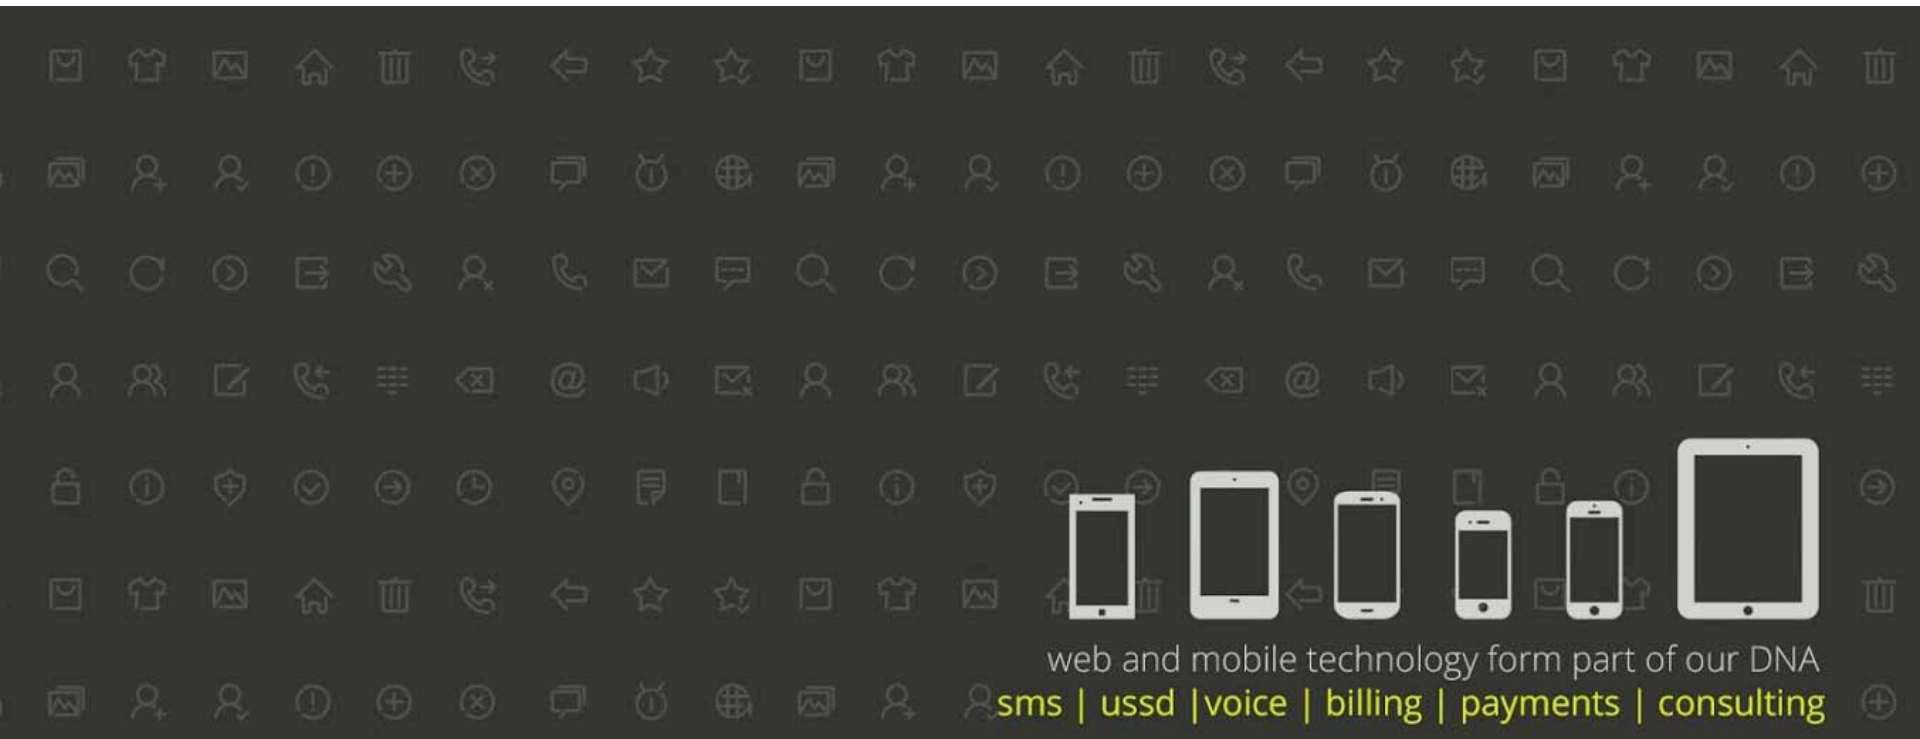 web and mobile technology form part of our DNA
sms | ussd |voice | billing | payments | consulting